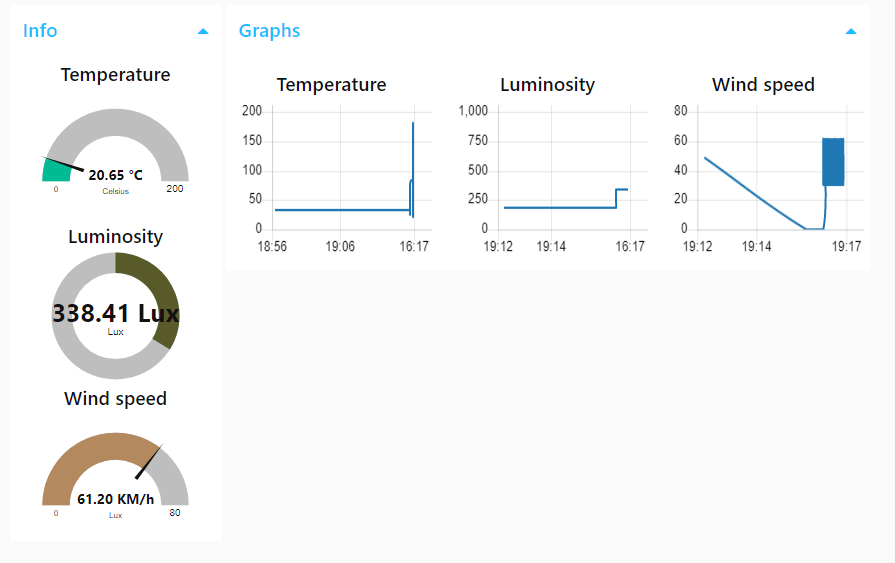 Info
Temperature
20.65 °C
0
Celsius
200
Luminosity
338.41 Lux
Lux
Wind speed
61.20 KM/h
0
Lux
80
Graphs
Temperature
200
150
100
50
0
18:56 19:06 16:17
Luminosity
1,000
750
500
250
0
19:12 19:14 16:17
Wind speed
80
60
40
20
0
19:12 19:14 19:17